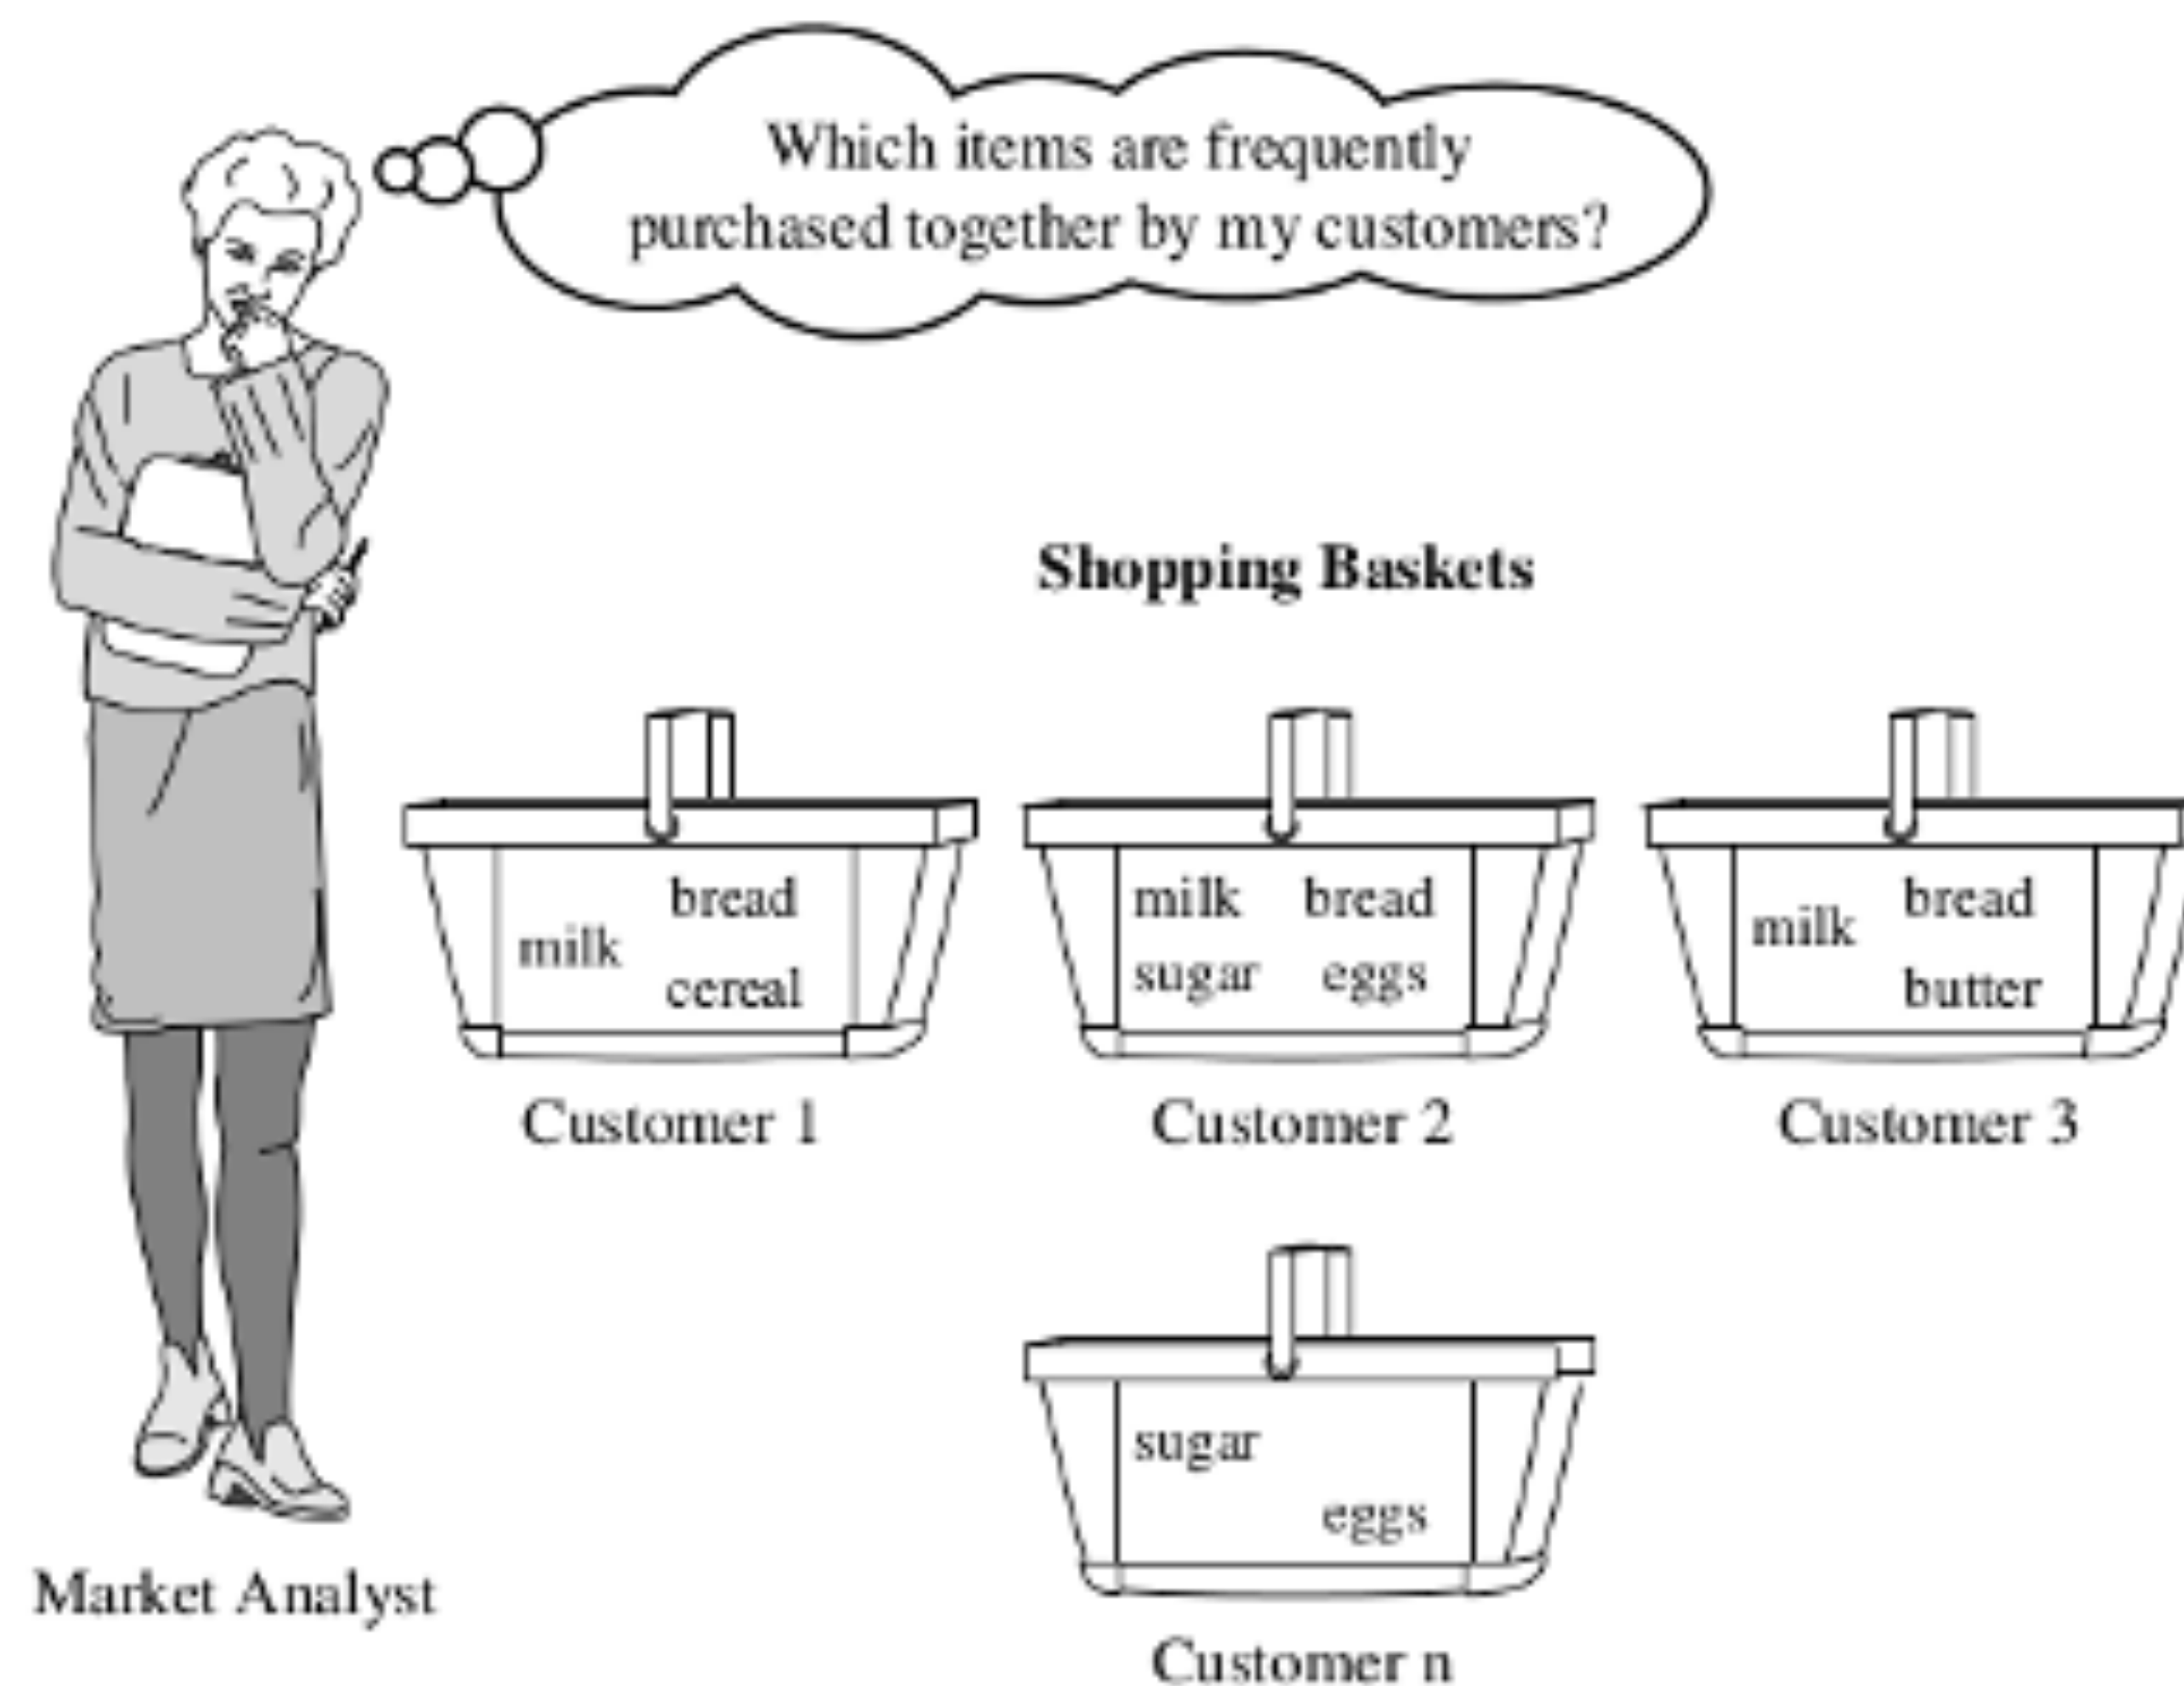 Which items are frequently
purchased together by my customers?
Shopping Baskets
milk
bread
cereal
Customer 1
milk bread
sugar eggs
Customer 2
milk
bread
butter
Customer 3
sugar
eggs
Customer n
Market Analyst